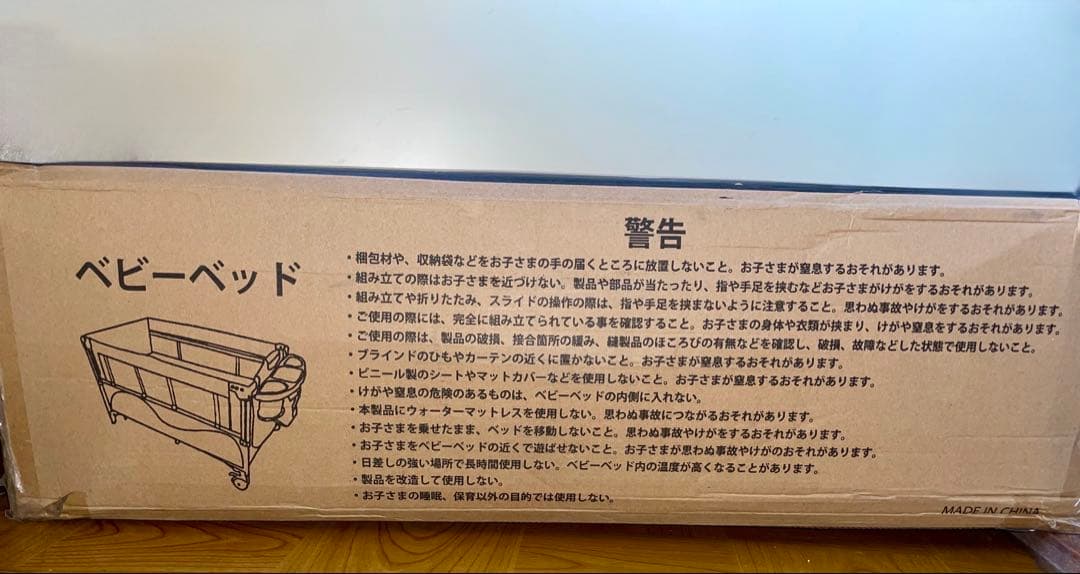 ベビーベッド
警告
・梱包材や、収納袋などをお子さまの手の届くところに放置しないこと。お子さまが窒息するおそれがあります。
・組み立ての際はお子さまを近づけない。製品や部品が当たったり、指や手足を挟むなどお子さまがけがをするおそれがあります。
・組み立てや折りたたみ、スライドの操作の際は、指や手足を挟まないように注意すること。思わぬ事故やけがをするおそれがあります。
・ご使用の際には、完全に組み立てられている事を確認すること。お子さまの身体や衣類が挟まり、けがや窒息をするおそれがあります。
・ご使用の際は、製品の破損、接合箇所の緩み、縫製品のほころびの有無などを確認し、破損、故障などした状態で使用しないこと。
・ブラインドのひもやカーテンの近くに置かないこと。お子さまが窒息するおそれがあります。
・ビニール製のシートやマットカバーなどを使用しないこと。お子さまが窒息するおそれがあります。
・けがや窒息の危険のあるものは、ベビーベッドの内側に入れない。
・本製品にウォーターマットレスを使用しない。思わぬ事故につながるおそれがあります。
・お子さまを乗せたまま、ベッドを移動しないこと。思わぬ事故やけがをするおそれがあります。
・お子さまをベビーベッドの近くで遊ばせないこと。お子さまが思わぬ事故やけがのおそれがあります。
・日差しの強い場所で長時間使用しない。ベビーベッド内の温度が高くなることがあります。
・製品を改造して使用しない。
・お子さまの睡眠、保育以外の目的では使用しない。
MADE IN CHINA